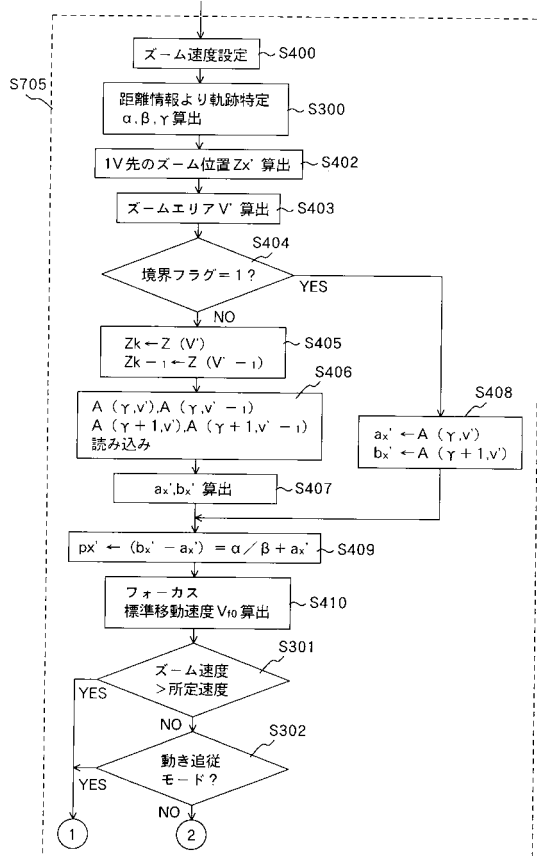 ズーム速度設定
S400
S705
距離情報より軌跡特定
α,β,γ算出
S300
1V先のズーム位置Zx'算出
S402
ズームエリアV'算出
S403
S404
境界フラグ=1?
YES
NO
Zk←Z(V')
Zk-1←Z(V'-1)
S405
S406
A(γ,v'),A(γ,v'-1)
A(γ+1,v'),A(γ+1,v'-1)
読み込み
S408
ax'←A(γ,v')
bx'←A(γ+1,v')
ax',bx'算出
S407
px'←(bx'-ax')=α/β+ax'
S409
フォーカス
標準移動速度Vf0算出
S410
S301
ズーム速度
>所定速度
YES
NO
S302
動き追従
モード?
YES
NO
1
2